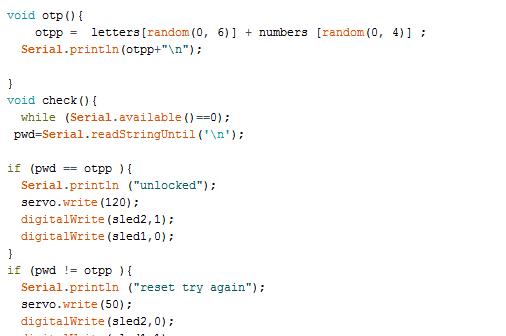 void otp(){
    otpp =  letters[random(0, 6)] + numbers [random(0, 4)] ;
  Serial.println(otpp+"\n");

}
void check(){
  while (Serial.available()==0);
 pwd=Serial.readStringUntil('\n');

if (pwd == otpp ){
  Serial.println ("unlocked");
  servo.write(120);
  digitalWrite(sled2,1);
  digitalWrite(sled1,0);
}
if (pwd != otpp ){
  Serial.println ("reset try again");
  servo.write(50);
  digitalWrite(sled2,0);